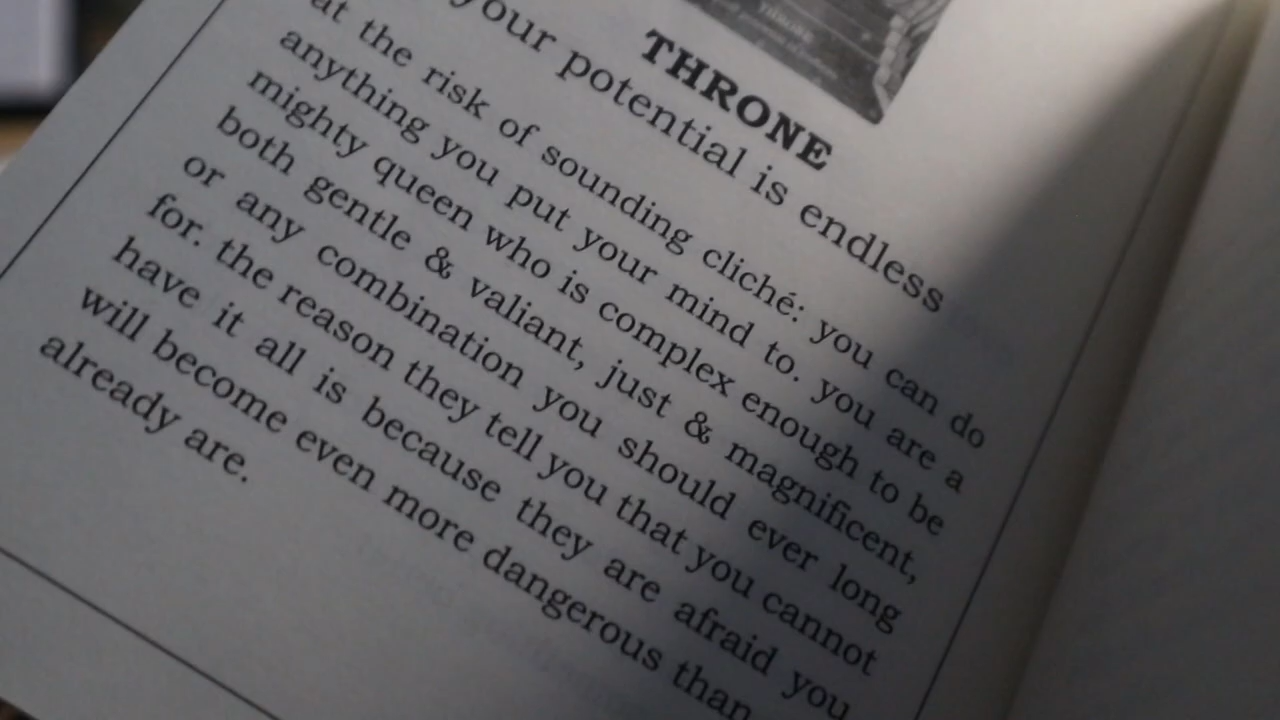 THRONE
your potential is endless
at the risk of sounding cliché: you can do
anything you put your mind to. you are a
mighty queen who is complex enough to be
both gentle & valiant, just & magnificent,
or any combination you should ever long
for. the reason they tell you that you cannot
have it all is because they are afraid you
will become even more dangerous than
already are.